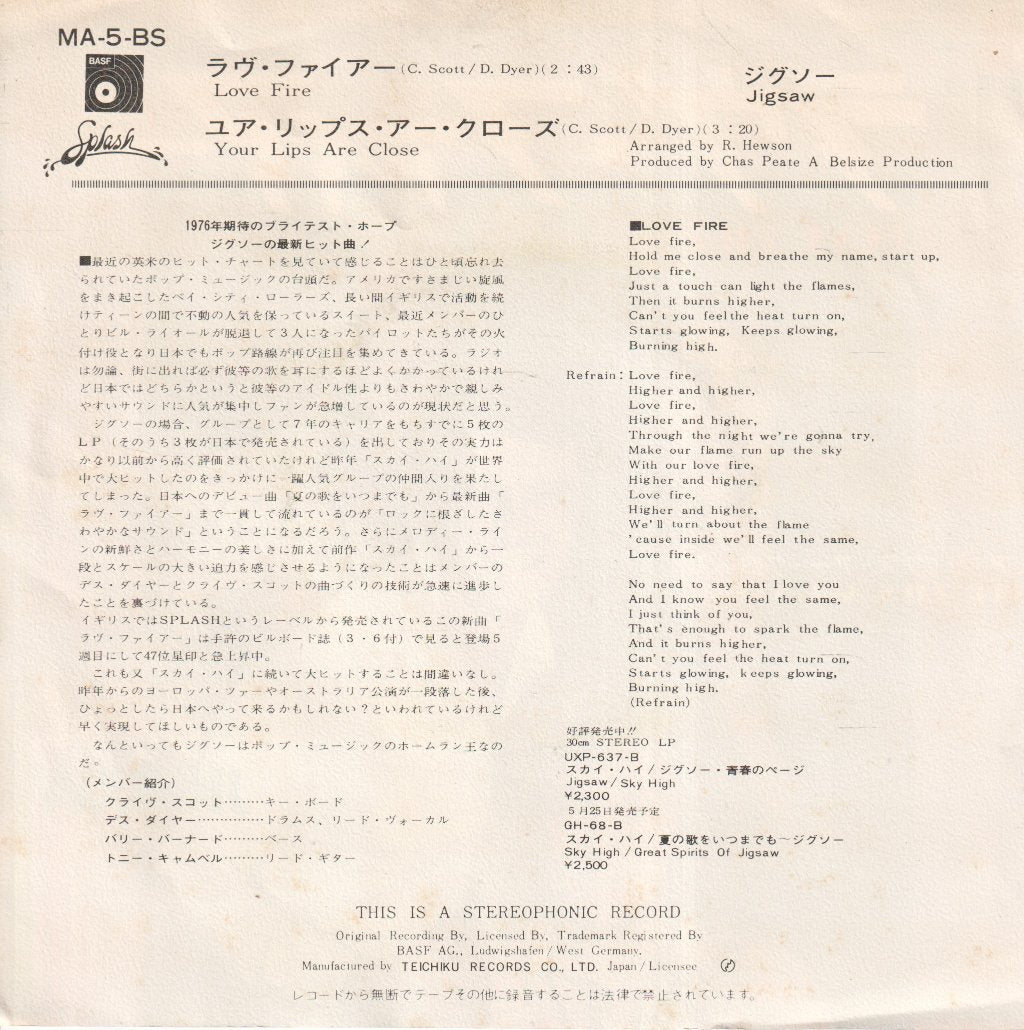 MA-5-BS
BASF
Splash
ラヴ・ファイアー(C. Scott / D. Dyer)(2：43)
Love Fire
ジグソー
Jigsaw
ユア・リップス・アー・クローズ(C. Scott / D. Dyer)(3：20)
Your Lips Are Close
Arranged by R. Hewson
Produced by Chas Peate A Belsize Production
1976年期待のブライテスト・ホープ
ジグソーの最新ヒット曲！
■最近の英米のヒット・チャートを見ていて感じることはひと頃忘れ去
られていたポップ・ミュージックの台頭だ。アメリカですさまじい旋風
をまき起こしたベイ・シティ・ローラーズ、長い間イギリスで活動を続
けティーンの間で不動の人気を保っているスイート、最近メンバーのひ
とりビル・ライオールが脱退して３人になったパイロットたちがその火
付け役となり日本でもポップ路線が再び注目を集めてきている。ラジオ
は勿論、街に出れば必ず彼等の歌を耳にするほどよくかかっているけれ
ど日本ではどちらかというと彼等のアイドル性よりもさわやかで親しみ
やすいサウンドに人気が集中しファンが急増しているのが現状だと思う。
ジグソーの場合、グループとして７年のキャリアをもちすでに５枚の
ＬＰ（そのうち３枚が日本で発売されている）を出しておりその実力は
かなり以前から高く評価されていたけれど昨年「スカイ・ハイ」が世界
中で大ヒットしたのをきっかけに一躍人気グループの仲間入りを果たし
てしまった。日本へのデビュー曲「夏の歌をいつまでも」から最新曲「
ラヴ・ファイアー」まで一貫して流れているのが「ロックに根ざしたさ
わやかなサウンド」ということになるだろう。さらにメロディー・ライ
ンの新鮮さとハーモニーの美しさに加えて前作「スカイ・ハイ」から一
段とスケールの大きい迫力を感じさせるようになったことはメンバーの
デス・ダイヤーとクライヴ・スコットの曲づくりの技術が急速に進歩し
たことを裏づけている。
イギリスではSPLASHというレーベルから発売されているこの新曲「
ラヴ・ファイアー」は手許のビルボード誌（３・６付）で見ると登場５
週目にして47位星印と急上昇中。
これも又「スカイ・ハイ」に続いて大ヒットすることは間違いなし。
昨年からのヨーロッパ・ツァーやオーストラリア公演が一段落した後、
ひょっとしたら日本へやって来るかもしれない？といわれているけれど
早く実現してほしいものである。
なんといってもジグソーはポップ・ミュージックのホームラン王なの
だ。
（メンバー紹介）
クライヴ・スコット………キー・ボード
デス・ダイヤー……………ドラムス、リード・ヴォーカル
バリー・バーナード………ベース
トニー・キャムベル………リード・ギター
■LOVE FIRE
Love fire,
Hold me close and breathe my name, start up,
Love fire,
Just a touch can light the flames,
Then it burns higher,
Can't you feel the heat turn on,
Starts glowing, Keeps glowing,
Burning high.
Refrain: Love fire,
Higher and higher,
Love fire,
Higher and higher,
Through the night we're gonna try,
Make our flame run up the sky
With our love fire,
Higher and higher,
Love fire,
Higher and higher,
We'll turn about the flame
'cause inside we'll feel the same,
Love fire.
No need to say that I love you
And I know you feel the same,
I just think of you,
That's enough to spark the flame,
And it burns higher,
Can't you feel the heat turn on,
Starts glowing, keeps glowing,
Burning high.
(Refrain)
好評発売中!!
30cm STEREO LP
UXP-637-B
スカイ・ハイ/ジグソー・青春のページ
Jigsaw/Sky High
¥2,300
５月25日発売予定
GH-68-B
スカイ・ハイ/夏の歌をいつまでも〜ジグソー
Sky High/Great Spirits Of Jigsaw
¥2,500
THIS IS A STEREOPHONIC RECORD
Original Recording By, Licensed By, Trademark Registered By
BASF AG., Ludwigshafen/West Germany.
Manufactured by TEICHIKU RECORDS CO., LTD. Japan/Licensee
レコードから無断でテープその他に録音することは法律で禁止されています。